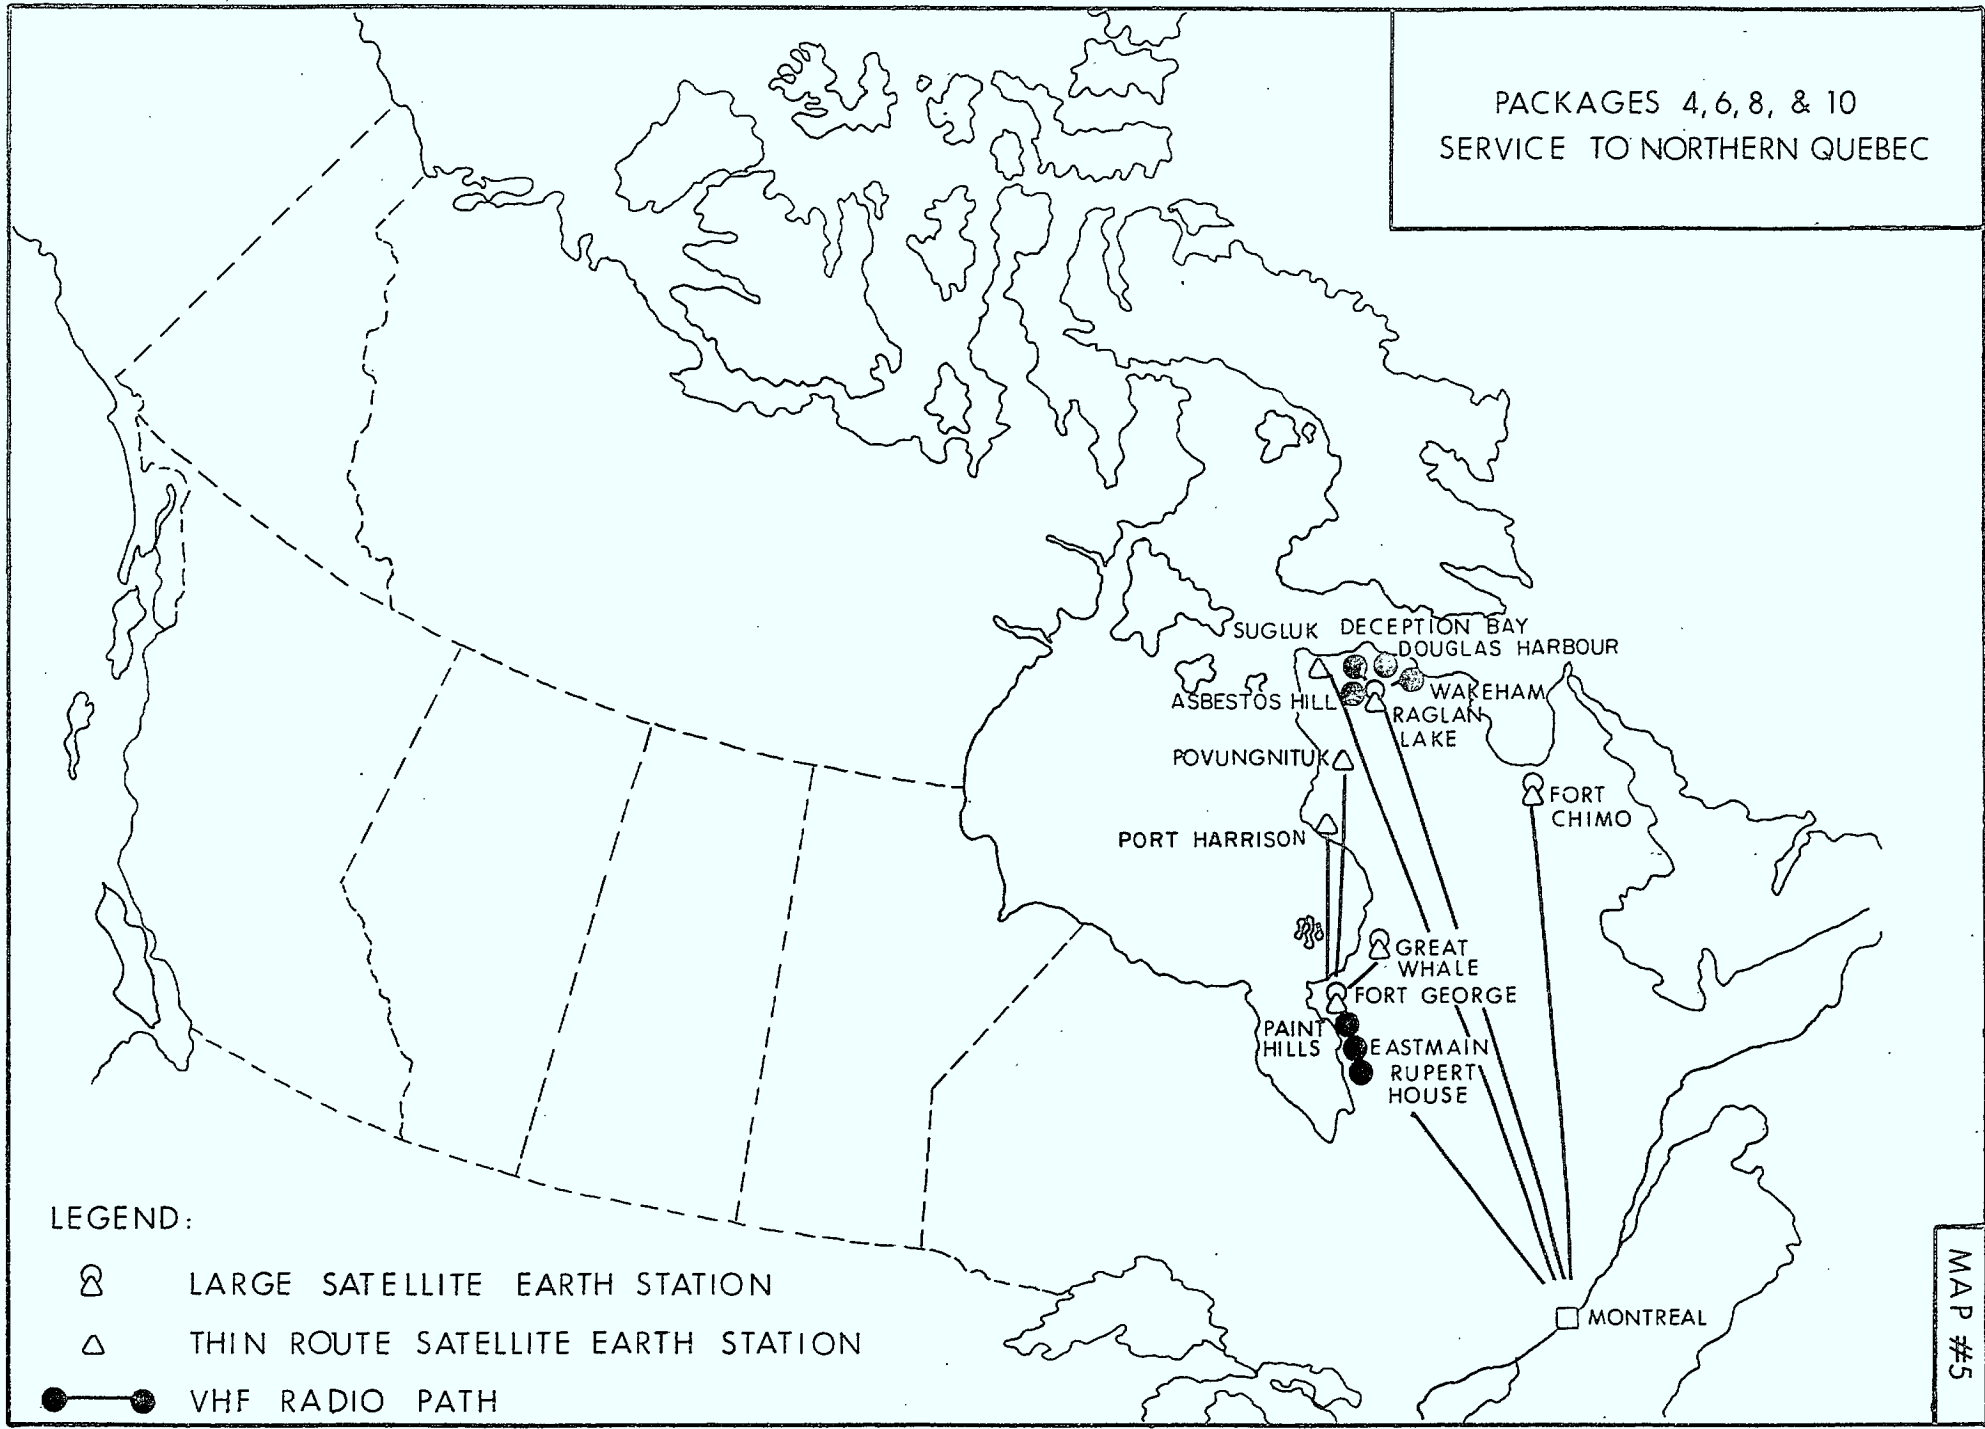 PACKAGES 4, 6, 8, & 10
SERVICE TO NORTHERN QUEBEC
SUGLUK
DECEPTION BAY
DOUGLAS HARBOUR
ASBESTOS HILL
WAKEHAM
RAGLAN
LAKE
POVUNGNITUK
FORT
CHIMO
PORT HARRISON
GREAT
WHALE
FORT GEORGE
PAINT
HILLS
EASTMAIN
RUPERT
HOUSE
MONTREAL
LEGEND:
LARGE SATELLITE EARTH STATION
THIN ROUTE SATELLITE EARTH STATION
VHF RADIO PATH
MAP #5